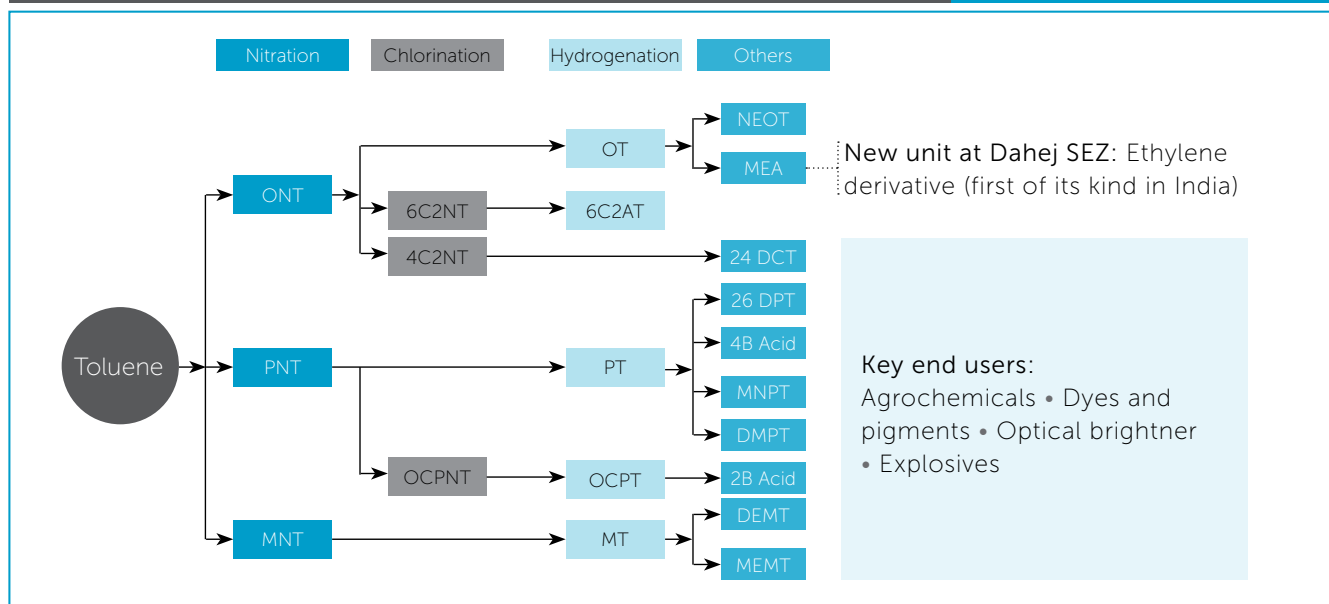 Nitration
Chlorination
Hydrogenation
Others
NEOT
OT
MEA
New unit at Dahej SEZ: Ethylene
derivative (first of its kind in India)
ONT
6C2NT
6C2AT
4C2NT
24 DCT
26 DPT
4B Acid
Toluene
PNT
PT
MNPT
DMPT
OCPNT
OCPT
2B Acid
DEMT
MNT
MT
MEMT
Key end users:
Agrochemicals • Dyes and
pigments • Optical brightner
• Explosives